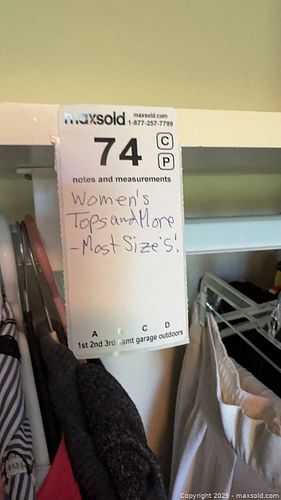 maxsold maxsold.com
1-877-257-7799
74 C
P
notes and measurements
Women's
Tops and More
-Most Size's!
A E C D
1st 2nd 3rd smt garage outdoors
Copyright 2025 - maxsold.com